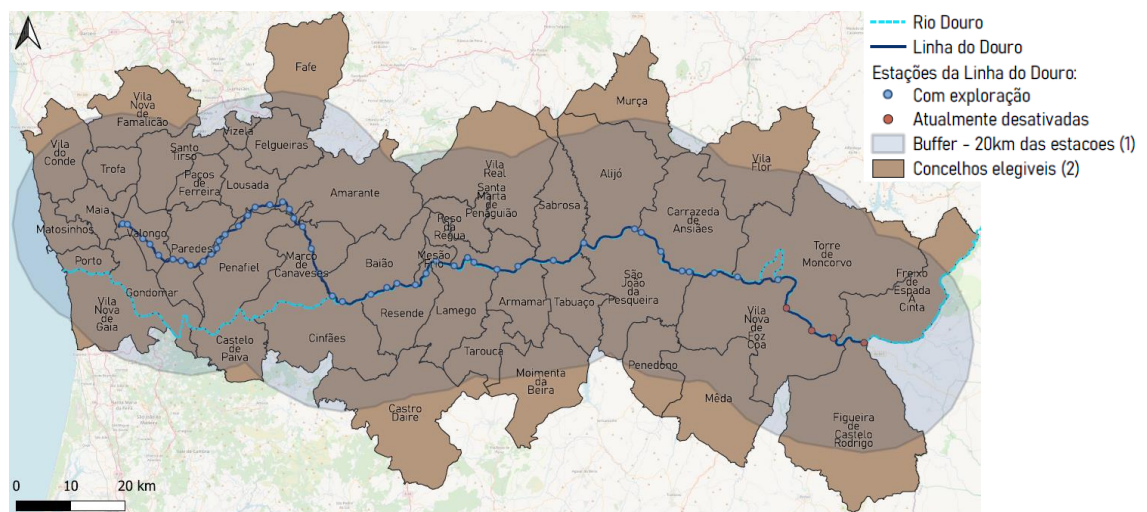 Rio Douro
Linha do Douro
Estações da Linha do Douro:
Com exploração
Atualmente desativadas
Buffer - 20km das estacoes (1)
Concelhos elegiveis (2)
Fafe
Vila
Nova
de
Famalicão
Murça
Vizela
Felgueiras
Vila
do
Conde
Santo
Tirso
Trofa
Paços
de
Ferreira
Lousada
Amarante
Vila
Real
Santa
Marta
de
Penaguião
Alijó
Vila
Flor
Sabrosa
Maia
Matosinhos
Valongo
Paredes
Peso
da
Régua
Carrazeda
de
Ansiães
Mesão
Frio
Porto
Penafiel
Marco
de
Canaveses
Baião
Torre
de
Moncorvo
Freixo
de
Espada
À
Cinta
Gondomar
Vila
Nova
de
Gaia
São
João
da
Pesqueira
Resende
Lamego
Armamar
Tabuaço
Vila
Nova
de
Foz
Coa
Cinfães
Castelo
de
Paiva
Tarouca
Moimenta
da
Beira
Penedono
Mêda
Castro
Daire
Figueira
de
Castelo
Rodrigo
0 10 20 km